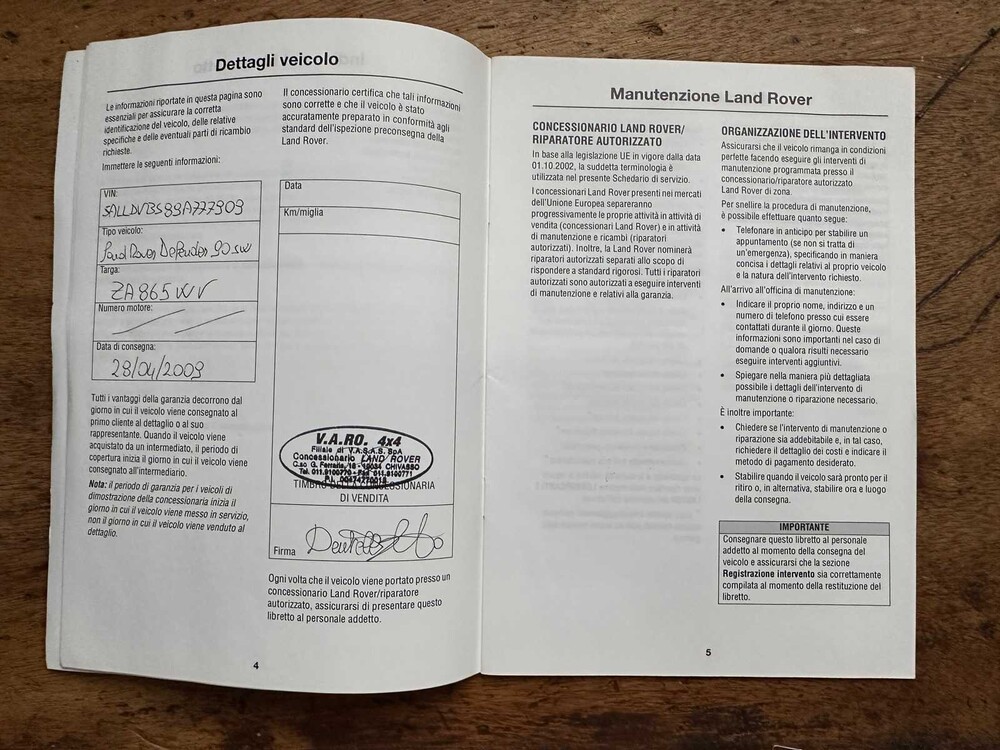 Dettagli veicolo
Le informazioni riportate in questa pagina sono
essenziali per assicurare la corretta
identificazione del veicolo, delle relative
specifiche e delle eventuali parti di ricambio
richieste.
Immettere le seguenti informazioni:
VIN:
SALLDVBS89A777909
Tipo veicolo:
Land Rover Defender 90 SW
Targa:
ZA865WV
Numero motore:
Data di consegna:
28/04/2009
Tutti i vantaggi della garanzia decorrono dal
giorno in cui il veicolo viene consegnato al
primo cliente al dettaglio o al suo
rappresentante. Quando il veicolo viene
acquistato da un intermediato, il periodo di
copertura inizia il giorno in cui il veicolo viene
consegnato all'intermediario.
Nota: il periodo di garanzia per i veicoli di
dimostrazione della concessionaria inizia il
giorno in cui il veicolo viene messo in servizio,
non il giorno in cui il veicolo viene venduto al
dettaglio.
Il concessionario certifica che tali informazioni
sono corrette e che il veicolo è stato
accuratamente preparato in conformità agli
standard dell'ispezione preconsegna della
Land Rover.
Data
Km/miglia
V.A.RO. 4x4
Filiale di V.A.S.A.S. SpA
Concessionario LAND ROVER
C.so G. Ferraris, 16 - 10034 CHIVASSO
Tel. 011.9100770 - Fax 011.9100771
P.I.
TIMBRO DELLA CONCESSIONARIA
DI VENDITA
Firma
Ogni volta che il veicolo viene portato presso un
concessionario Land Rover/riparatore
autorizzato, assicurarsi di presentare questo
libretto al personale addetto.
4
Manutenzione Land Rover
CONCESSIONARIO LAND ROVER/
RIPARATORE AUTORIZZATO
In base alla legislazione UE in vigore dalla data
01.10.2002, la suddetta terminologia è
utilizzata nel presente Schedario di servizio.
I concessionari Land Rover presenti nei mercati
dell'Unione Europea separeranno
progressivamente le proprie attività in attività di
vendita (concessionari Land Rover) e in attività
di manutenzione e ricambi (riparatori
autorizzati). Inoltre, la Land Rover nominerà
riparatori autorizzati separati allo scopo di
rispondere a standard rigorosi. Tutti i riparatori
autorizzati sono autorizzati a eseguire interventi
di manutenzione e relativi alla garanzia.
ORGANIZZAZIONE DELL'INTERVENTO
Assicurarsi che il veicolo rimanga in condizioni
perfette facendo eseguire gli interventi di
manutenzione programmata presso il
concessionario/riparatore autorizzato
Land Rover di zona.
Per snellire la procedura di manutenzione,
è possibile effettuare quanto segue:
• Telefonare in anticipo per stabilire un
appuntamento (se non si tratta di
un'emergenza), specificando in maniera
concisa i dettagli relativi al proprio veicolo
e la natura dell'intervento richiesto.
All'arrivo all'officina di manutenzione:
• Indicare il proprio nome, indirizzo e un
numero di telefono presso cui essere
contattati durante il giorno. Queste
informazioni sono importanti nel caso di
domande o qualora risulti necessario
eseguire interventi aggiuntivi.
• Spiegare nella maniera più dettagliata
possibile i dettagli dell'intervento di
manutenzione o riparazione necessario.
È inoltre importante:
• Chiedere se l'intervento di manutenzione o
riparazione sia addebitabile e, in tal caso,
richiedere il dettaglio dei costi e indicare il
metodo di pagamento desiderato.
• Stabilire quando il veicolo sarà pronto per il
ritiro o, in alternativa, stabilire ora e luogo
della consegna.
IMPORTANTE
Consegnare questo libretto al personale
addetto al momento della consegna del
veicolo e assicurarsi che la sezione
Registrazione intervento sia correttamente
compilata al momento della restituzione del
libretto.
5